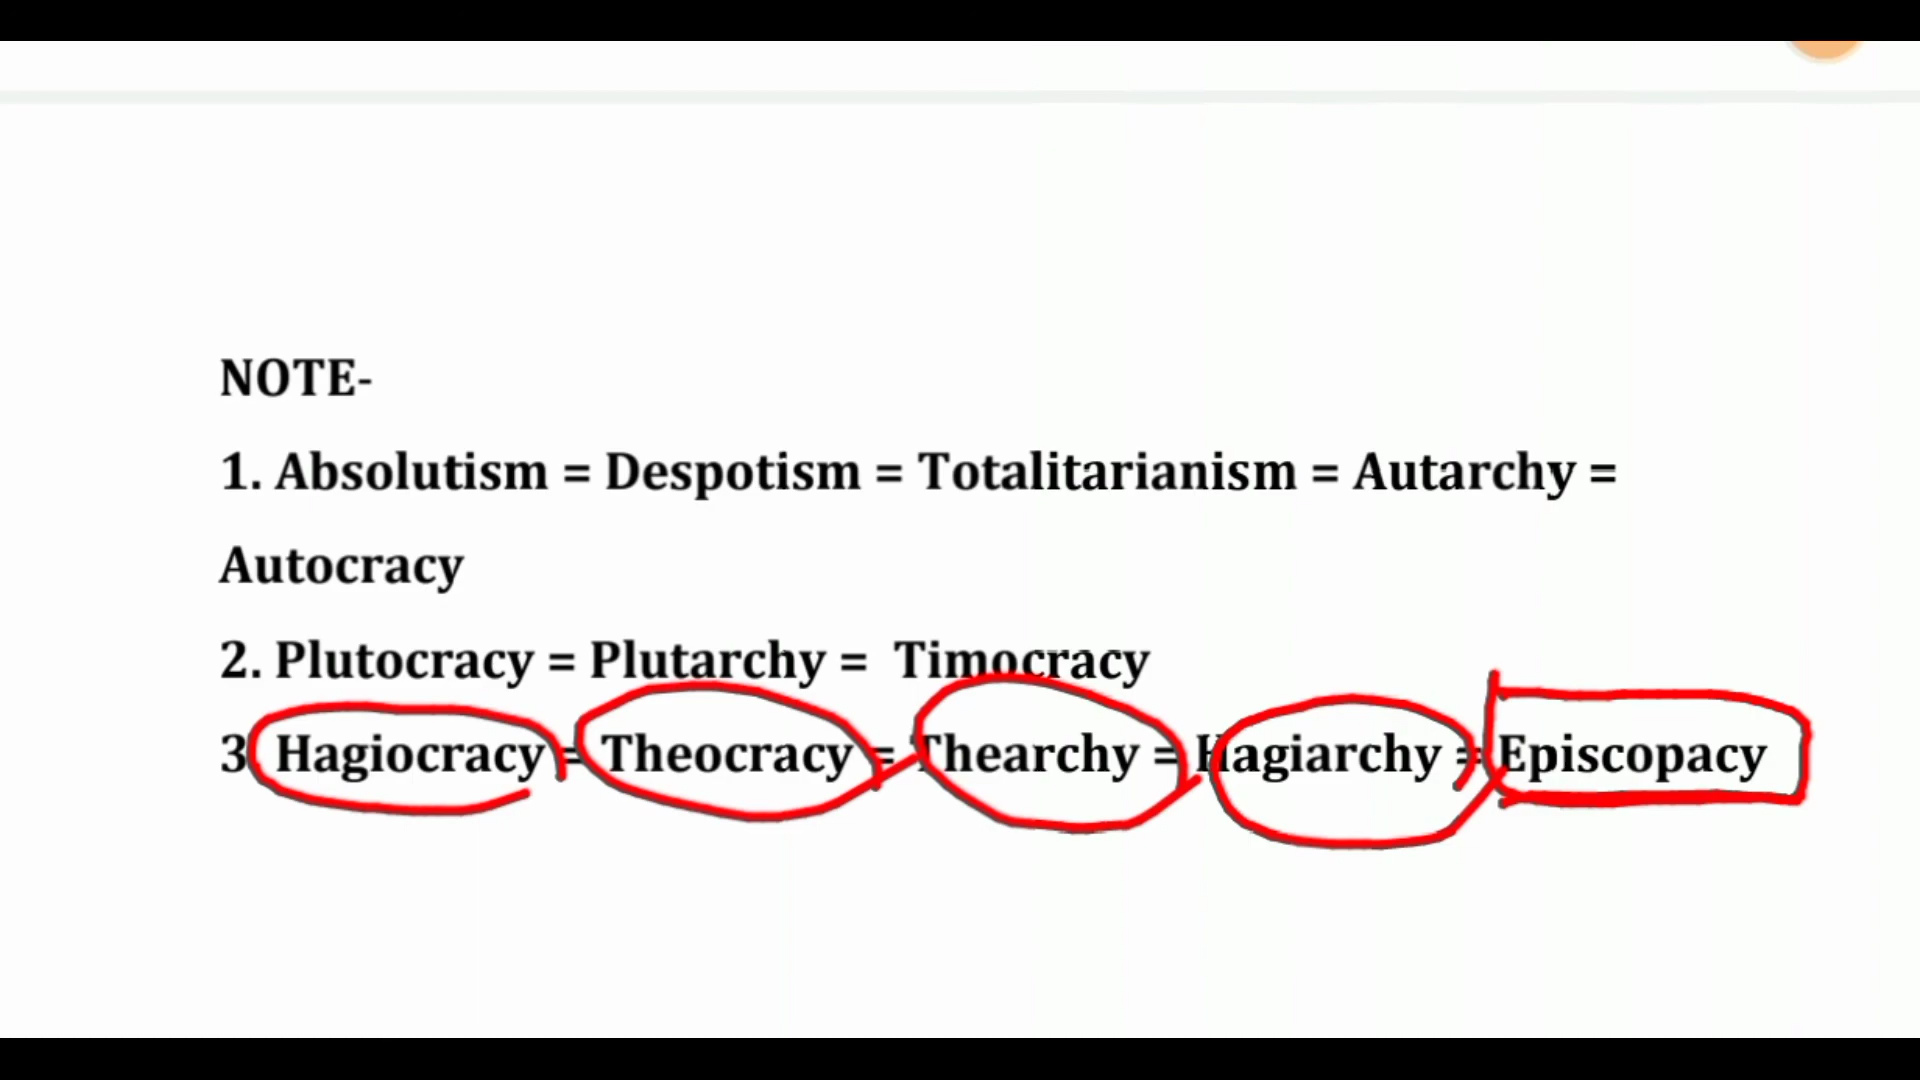 NOTE-
1. Absolutism = Despotism = Totalitarianism = Autarchy =
Autocracy
2. Plutocracy = Plutarchy = Timocracy
3. Hagiocracy = Theocracy = Thearchy = Hagiarchy = Episcopacy